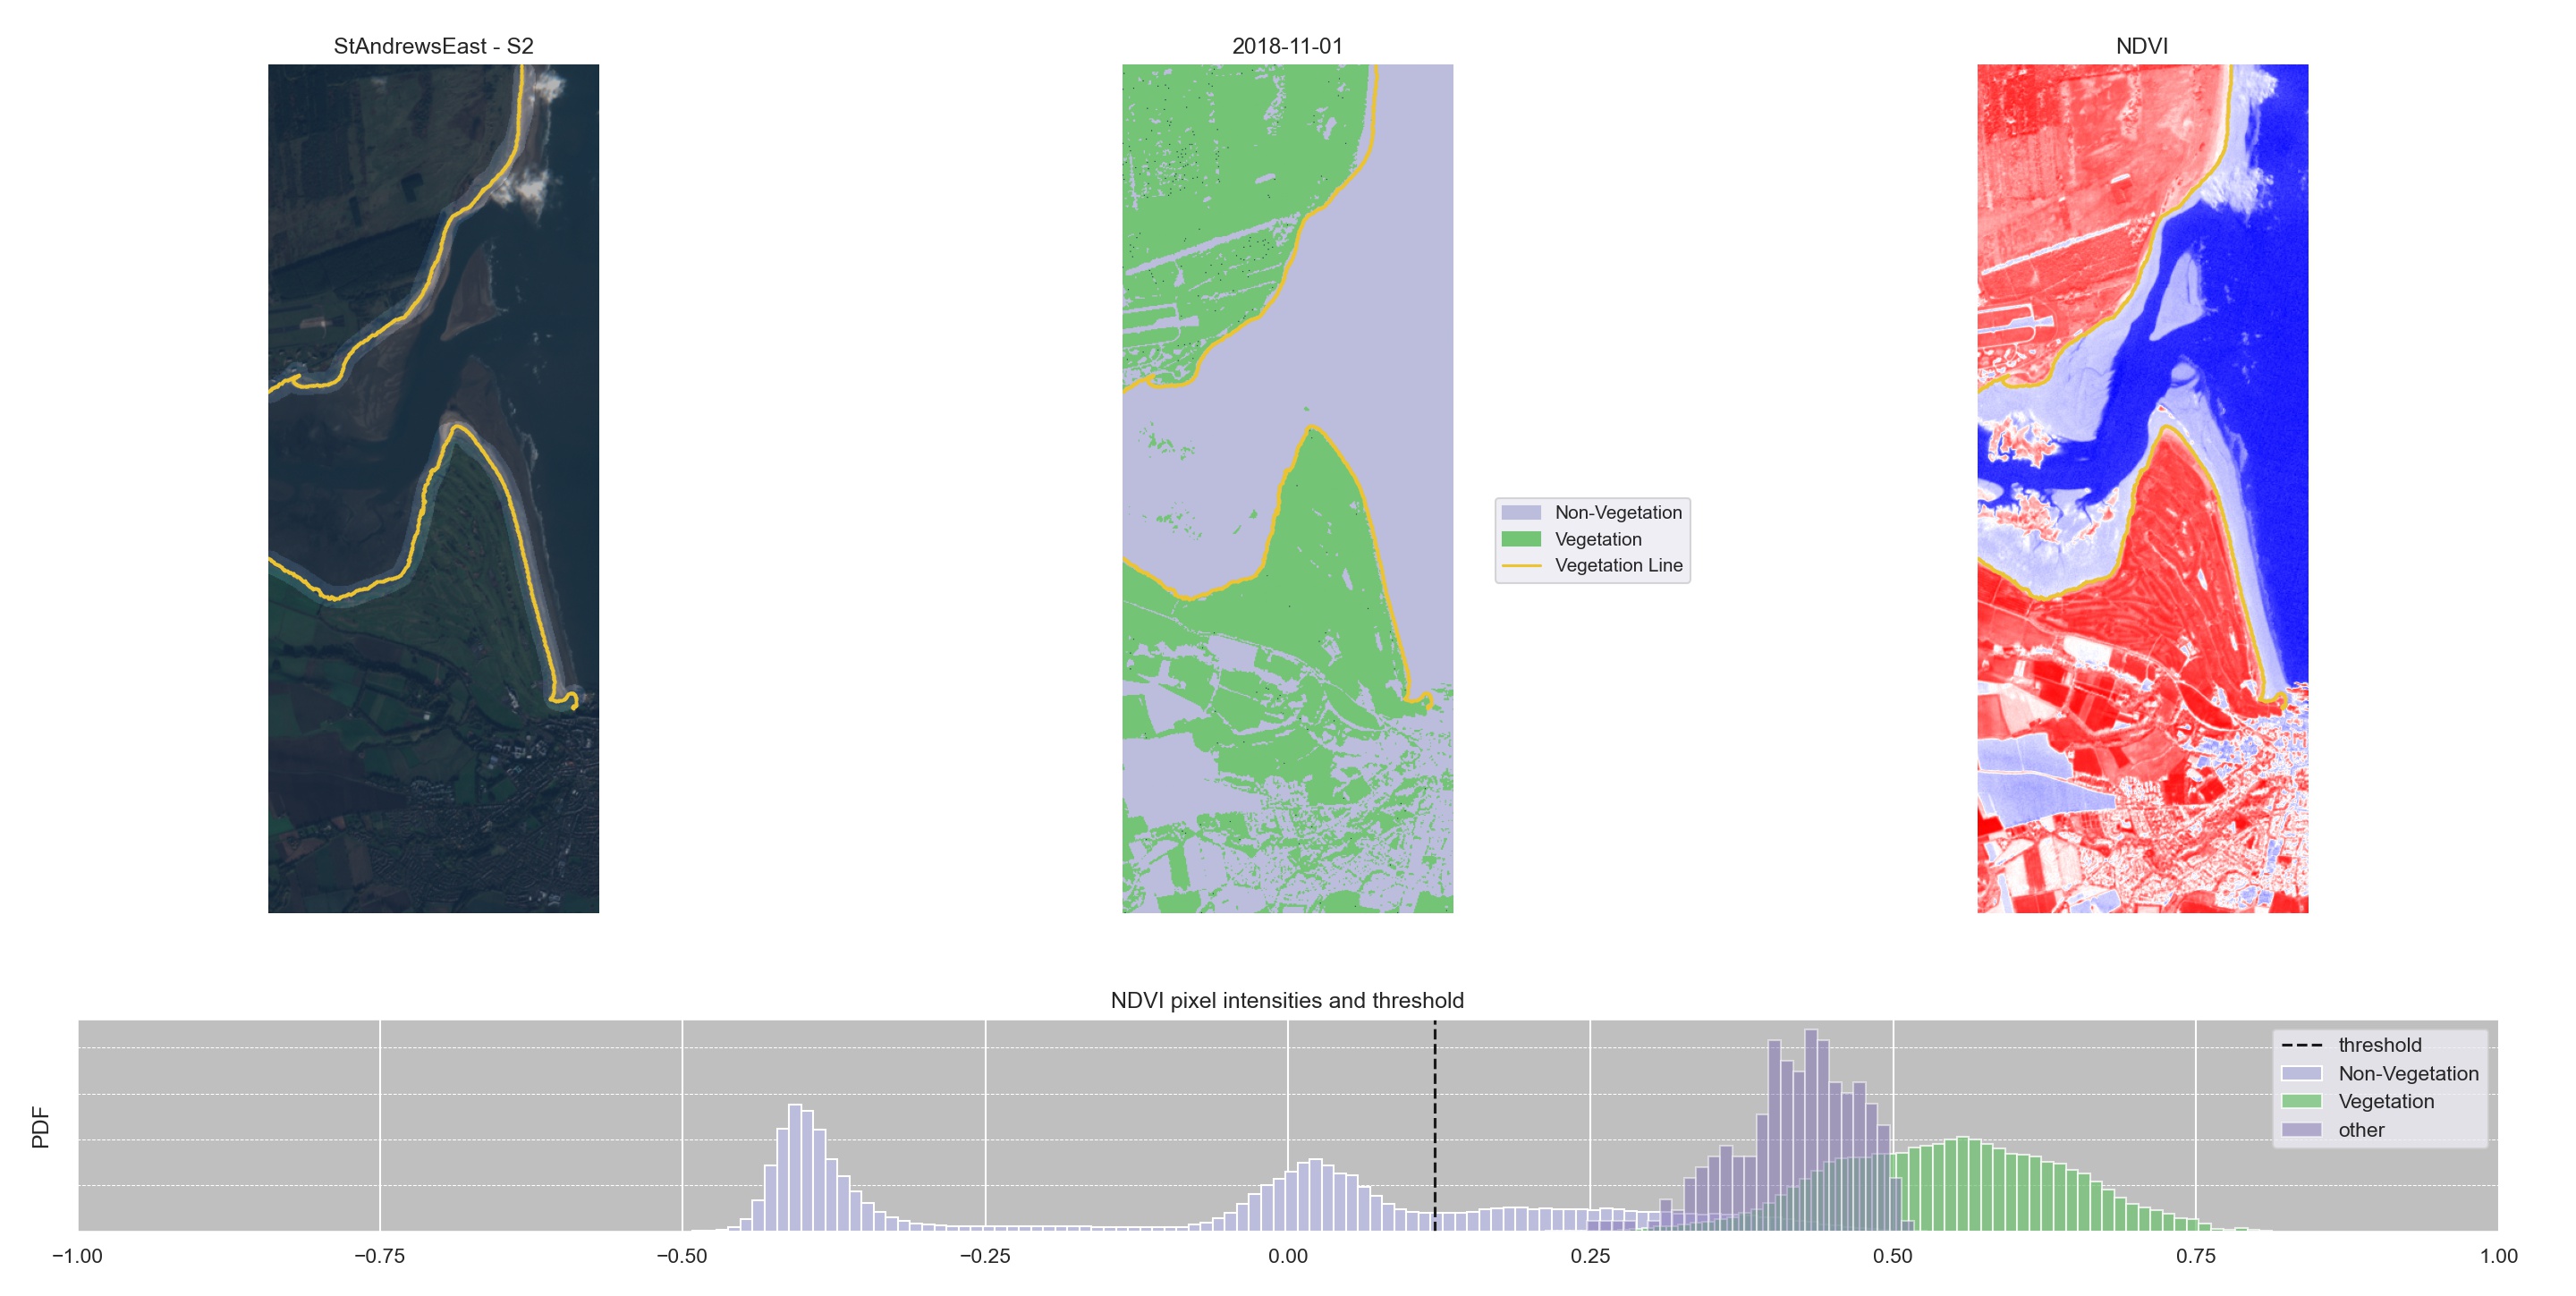 StAndrewsEast - S2
2018-11-01
NDVI
Non-Vegetation
Vegetation
Vegetation Line
NDVI pixel intensities and threshold
PDF
threshold
Non-Vegetation
Vegetation
other
−1.00 −0.75 −0.50 −0.25 0.00 0.25 0.50 0.75 1.00